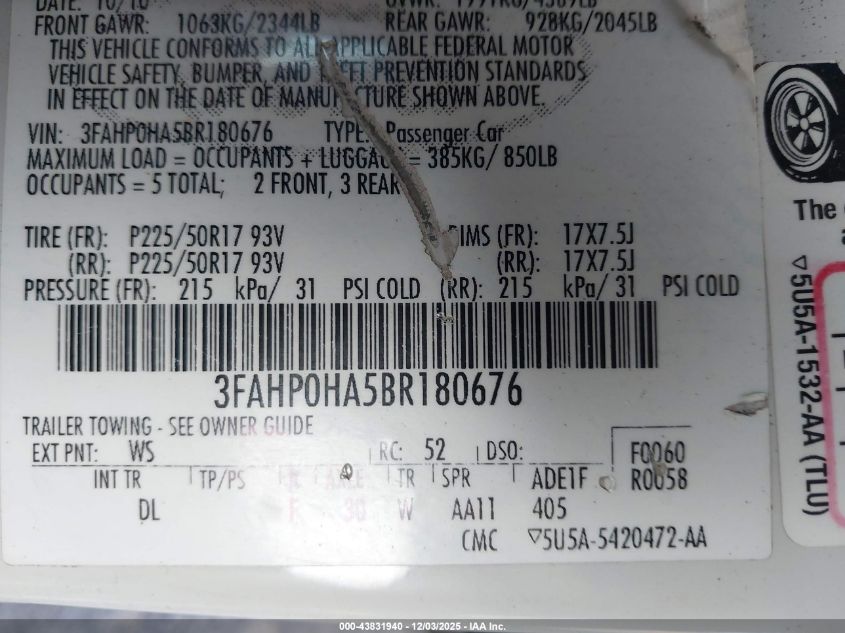 DATE: 10/10 GVWR: 1991KG/4389LB
FRONT GAWR: 1063KG/2344LB REAR GAWR: 928KG/2045LB
THIS VEHICLE CONFORMS TO ALL APPLICABLE FEDERAL MOTOR
VEHICLE SAFETY, BUMPER, AND THEFT PREVENTION STANDARDS
IN EFFECT ON THE DATE OF MANUFACTURE SHOWN ABOVE.
VIN: 3FAHP0HA5BR180676 TYPE: Passenger Car
MAXIMUM LOAD = OCCUPANTS + LUGGAGE = 385KG/ 850LB
OCCUPANTS = 5 TOTAL; 2 FRONT, 3 REAR
TIRE (FR): P225/50R17 93V RIMS (FR): 17X7.5J
(RR): P225/50R17 93V (RR): 17X7.5J
PRESSURE (FR): 215 kPa/ 31 PSI COLD (RR): 215 kPa/ 31 PSI COLD
3FAHP0HA5BR180676
TRAILER TOWING - SEE OWNER GUIDE
EXT PNT: WS RC: 52 DSO: F0060
INT TR TP/PS R AXLE TR SPR ADE1F R0058
DL F 30 W AA11 405
CMC ▽5U5A-5420472-AA
The
▽5U5A-1532-AA (TLU)
000-43831940 - 12/03/2025 - IAA Inc.